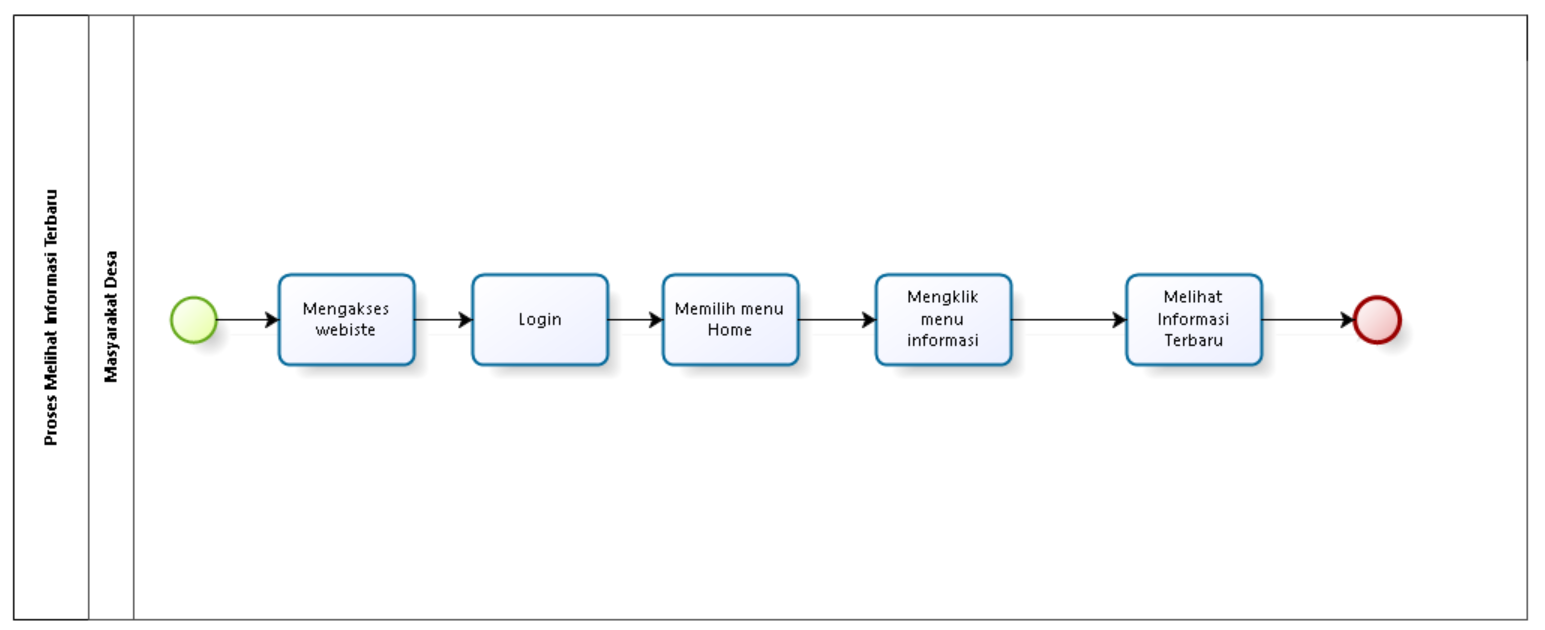 Proses Melihat Informasi Terbaru
Masyarakat Desa
Mengakses
webiste
Login
Memilih menu
Home
Mengklik
menu
informasi
Melihat
Informasi
Terbaru